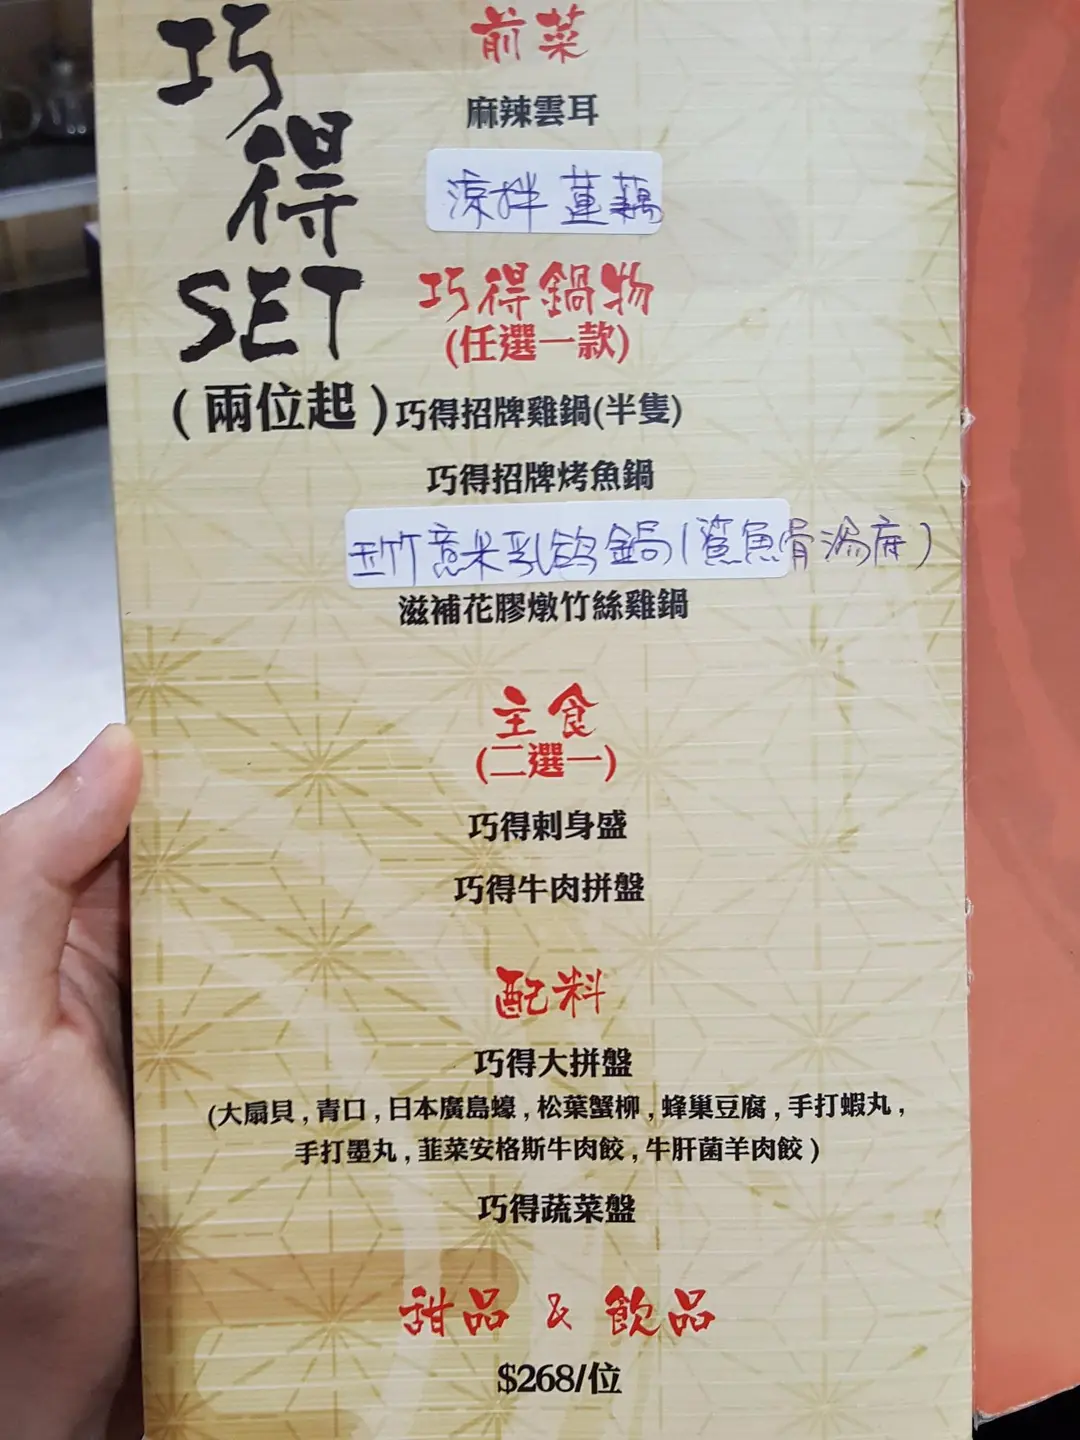 巧得SET
(兩位起)
前菜
麻辣雲耳
涼拌蓮藕
巧得鍋物
(任選一款)
巧得招牌雞鍋(半隻)
巧得招牌烤魚鍋
玉竹薏米乳鴿鍋(鯊魚骨湯底)
滋補花膠燉竹絲雞鍋
主食
(二選一)
巧得刺身盛
巧得牛肉拼盤
配料
巧得大拼盤
(大扇貝,青口,日本廣島蠔,松葉蟹柳,蜂巢豆腐,手打蝦丸,
手打墨丸,韮菜安格斯牛肉餃,牛肝菌羊肉餃)
巧得蔬菜盤
甜品 & 飲品
$268/位